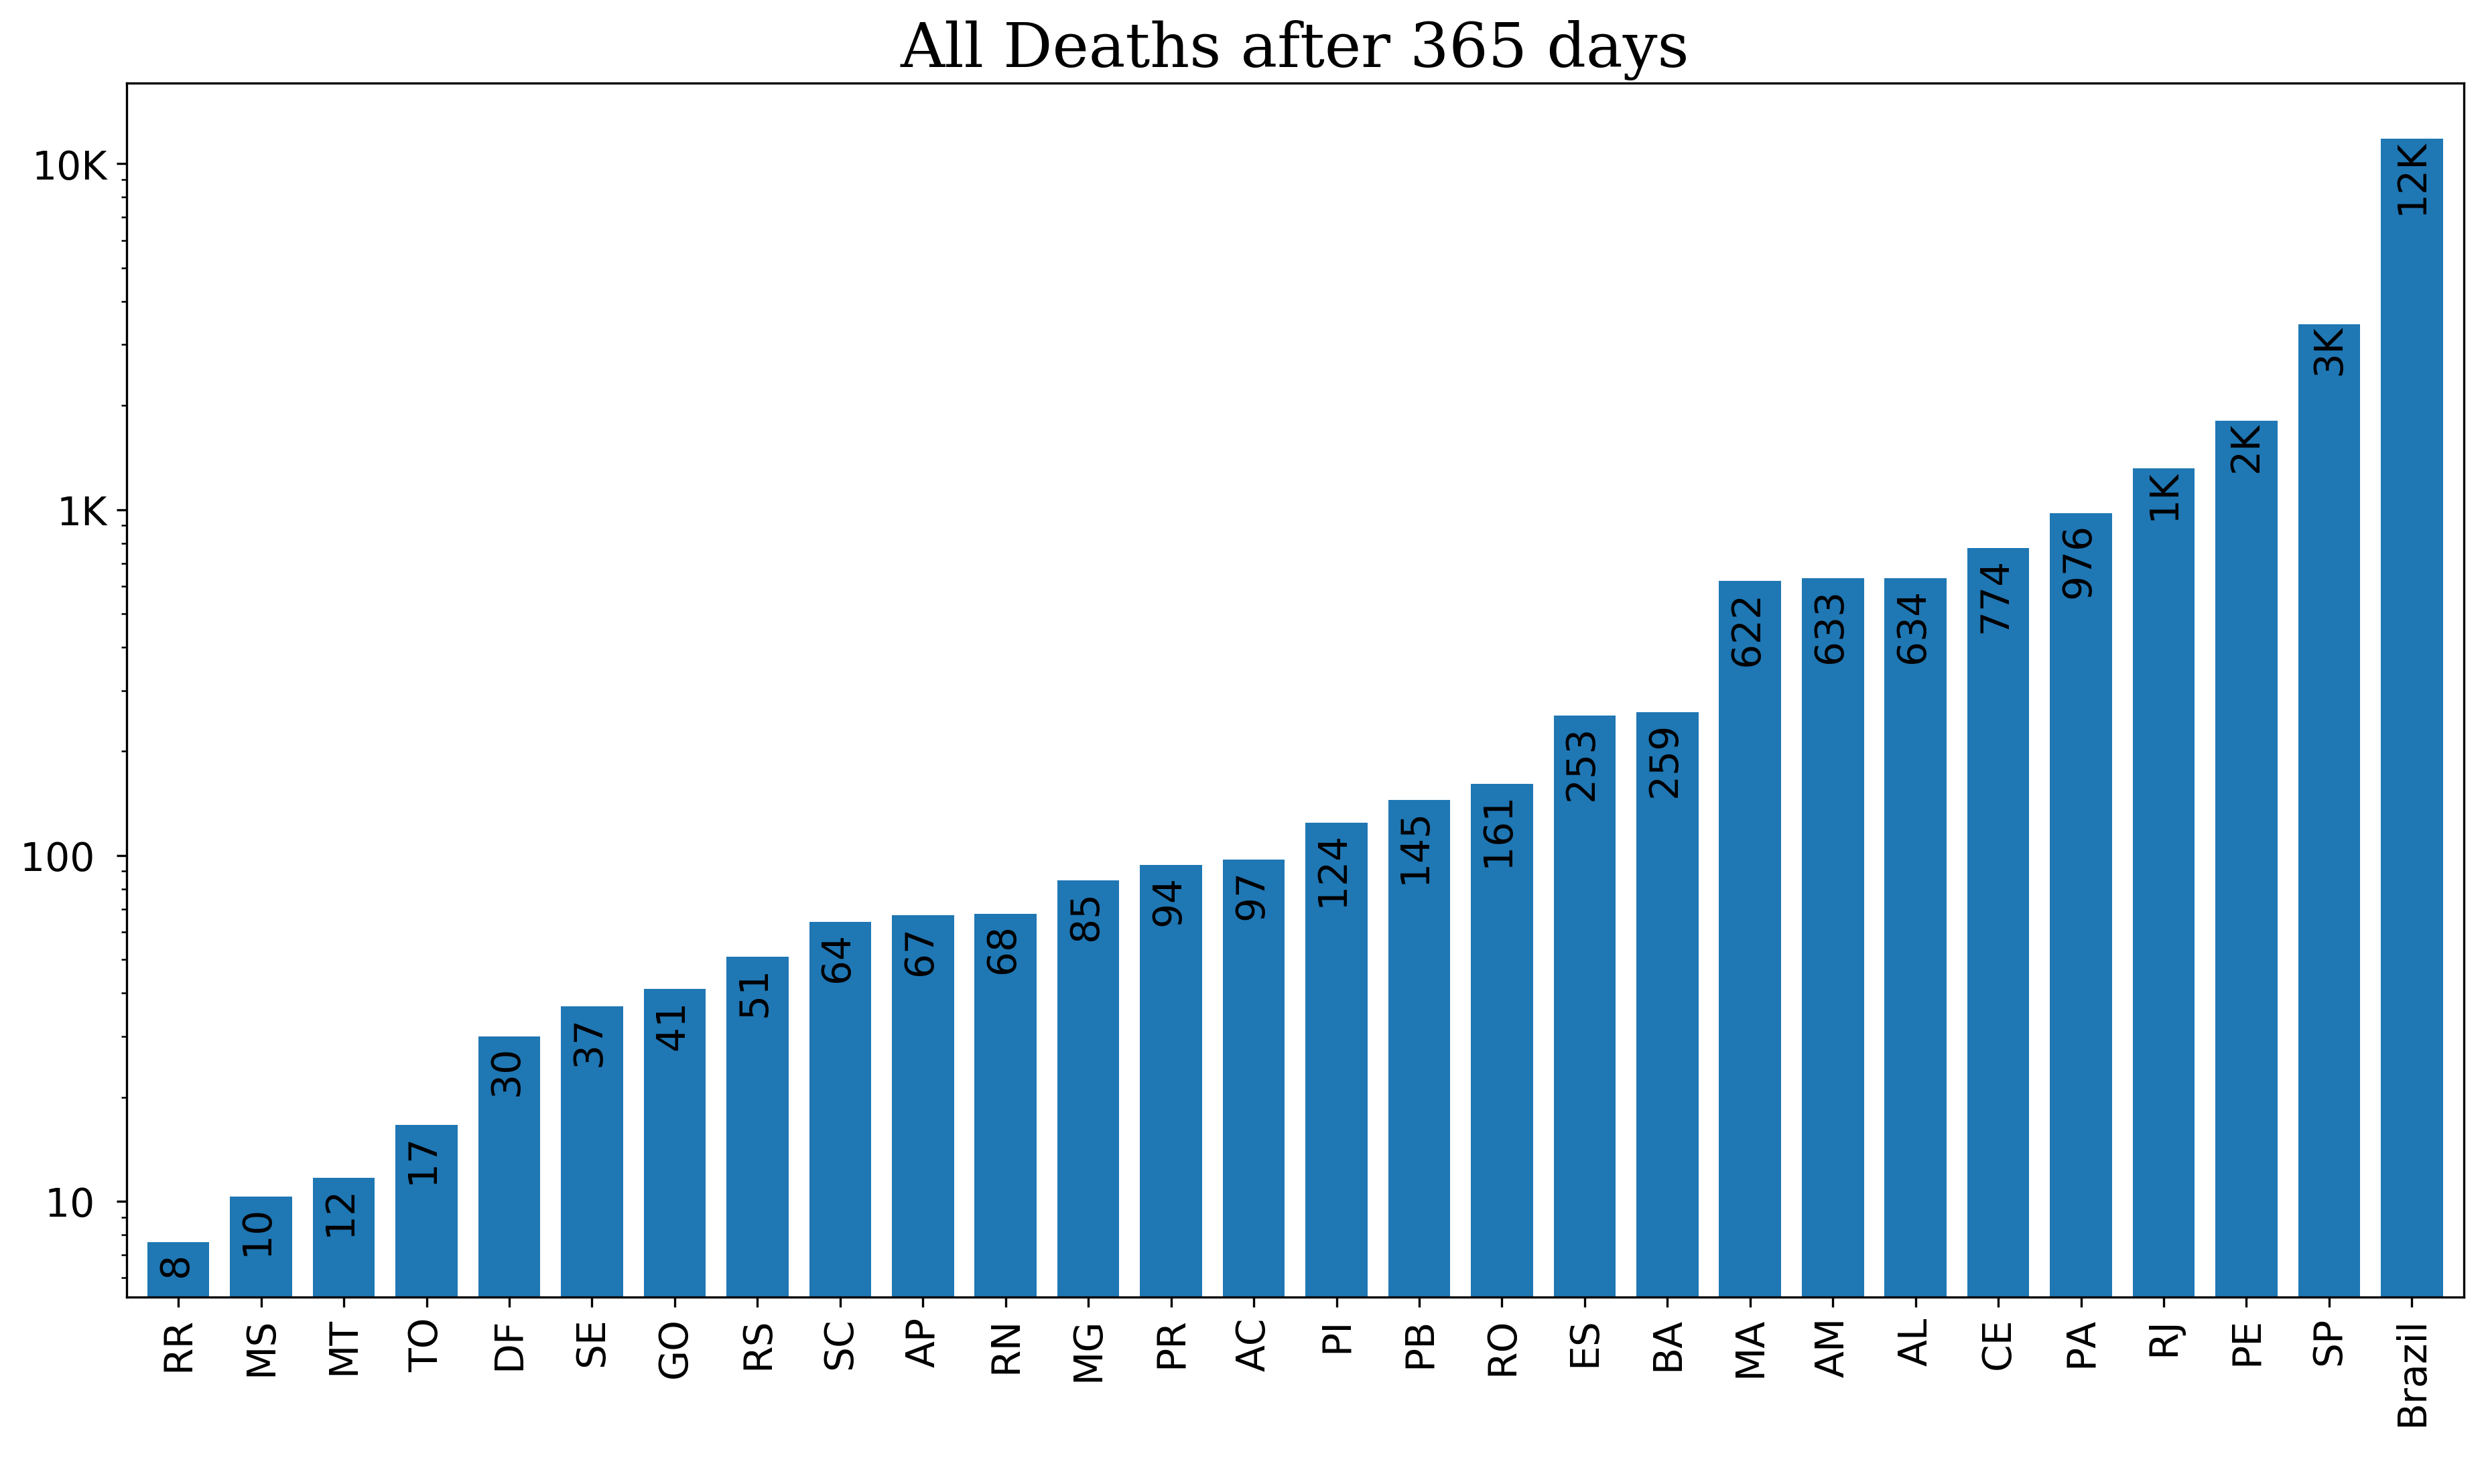 All Deaths after 365 days
10K
1K
100
10
8
10
12
17
30
37
41
51
64
67
68
85
94
97
124
145
161
253
259
622
633
634
774
976
1K
2K
3K
12K
RR
MS
MT
TO
DF
SE
GO
RS
SC
AP
RN
MG
PR
AC
PI
PB
RO
ES
BA
MA
AM
AL
CE
PA
RJ
PE
SP
Brazil